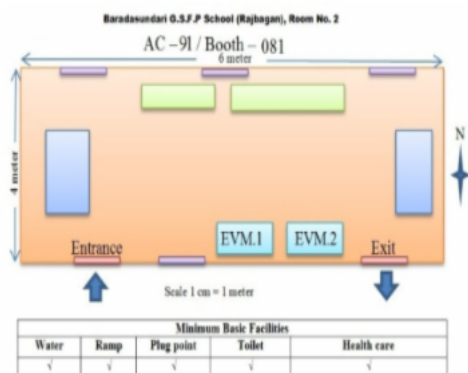 Baradasundari G.S.F.P School (Rajbagan), Room No. 2
AC -91 / Booth - 081
6 meter
4 meter
N
EVM.1 EVM.2
Entrance Exit
Scale 1 cm = 1 meter
Minimum Basic Facilities
Water Ramp Plug point Toilet Health care
√ √ √ √ √